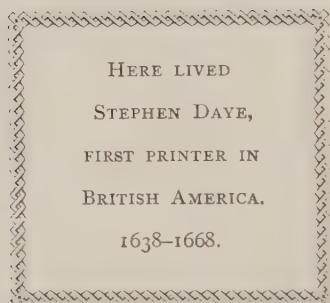 HERE LIVED
STEPHEN DAYE,
FIRST PRINTER IN
BRITISH AMERICA.
1638–1668.